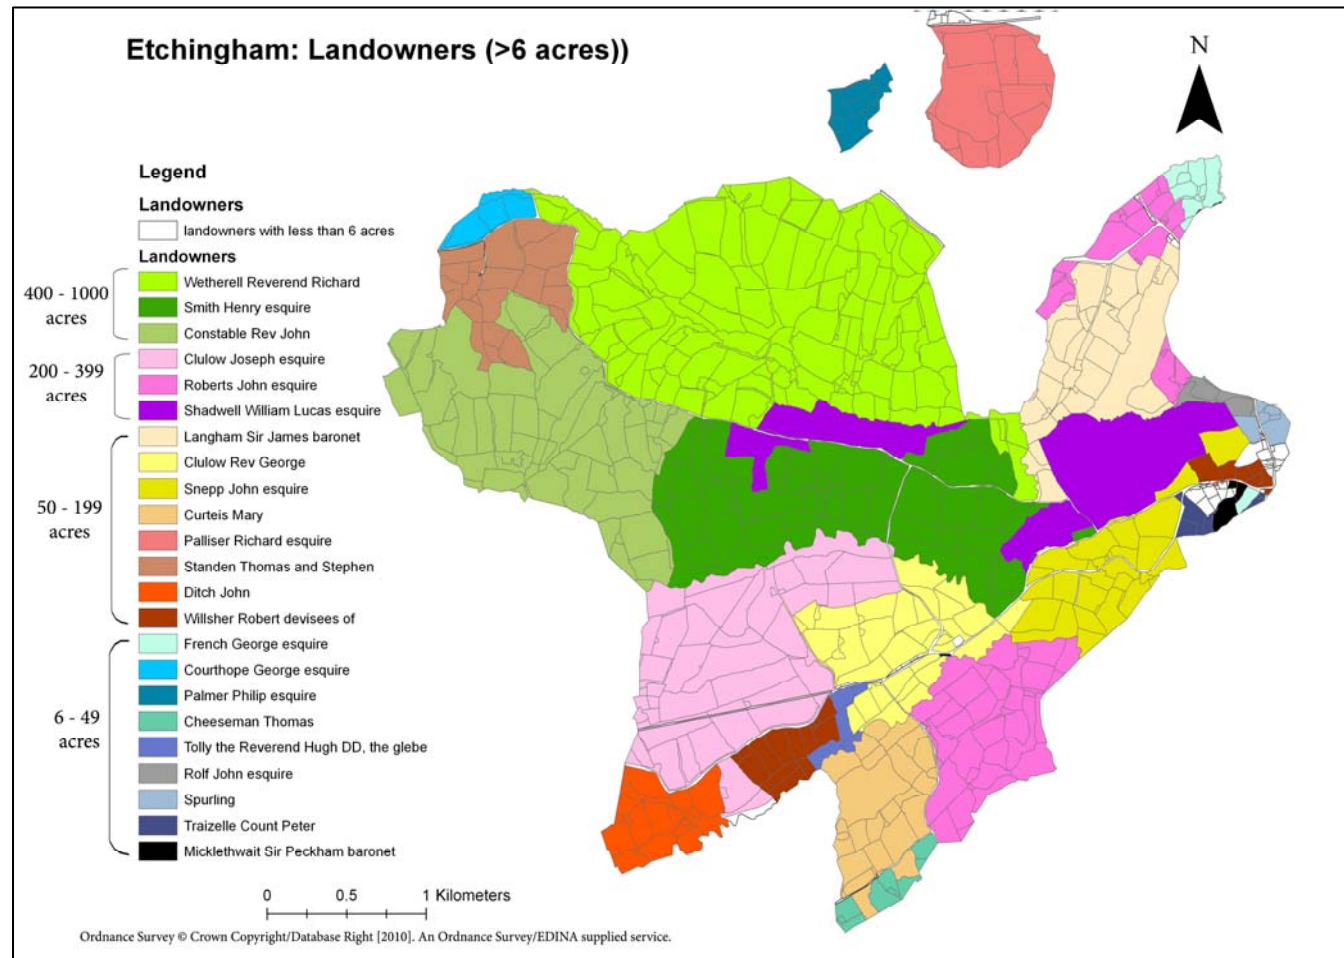 Etchingham: Landowners (>6 acres))
N
Legend
Landowners
landowners with less than 6 acres
Landowners
400 - 1000
acres
Wetherell Reverend Richard
Smith Henry esquire
Constable Rev John
200 - 399
acres
Clulow Joseph esquire
Roberts John esquire
Shadwell William Lucas esquire
50 - 199
acres
Langham Sir James baronet
Clulow Rev George
Snepp John esquire
Curteis Mary
Palliser Richard esquire
Standen Thomas and Stephen
Ditch John
Willsher Robert devisees of
6 - 49
acres
French George esquire
Courthope George esquire
Palmer Philip esquire
Cheeseman Thomas
Tolly the Reverend Hugh DD, the glebe
Rolf John esquire
Spurling
Traizelle Count Peter
Micklethwait Sir Peckham baronet
0 0.5 1 Kilometers
Ordnance Survey © Crown Copyright/Database Right [2010]. An Ordnance Survey/EDINA supplied service.